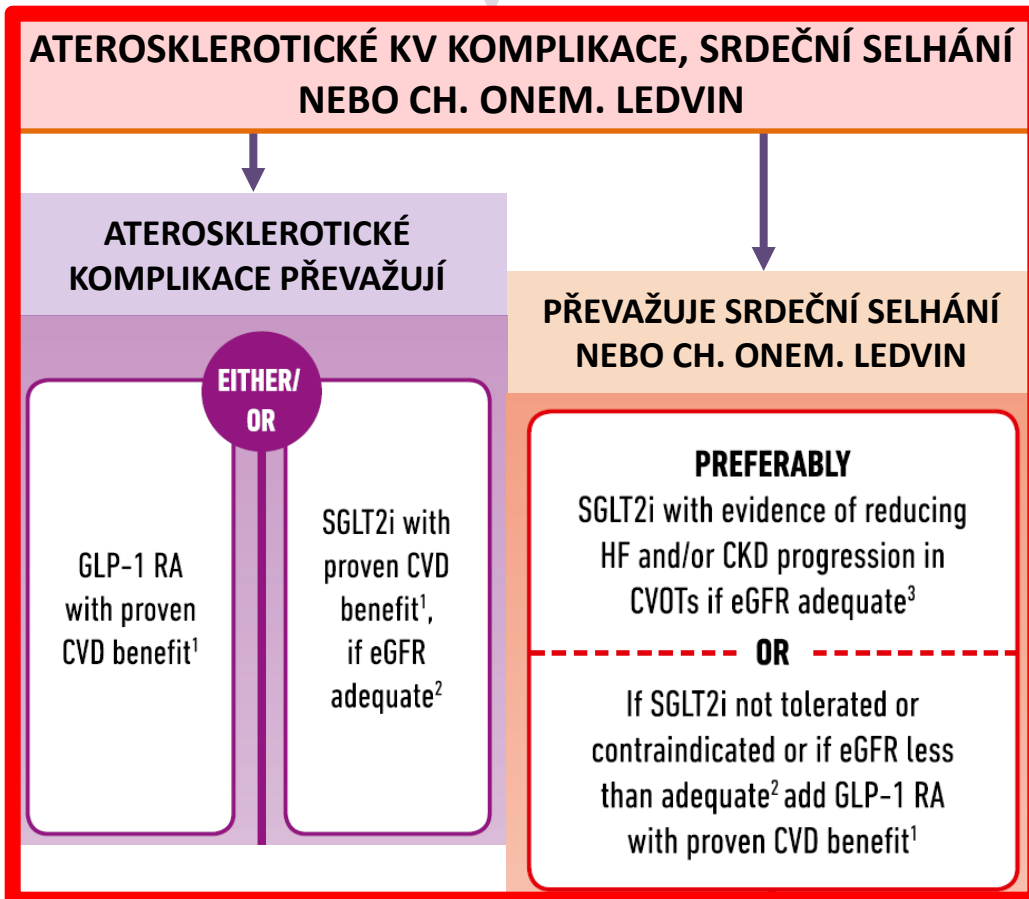 ATEROSKLEROTICKÉ KV KOMPLIKACE, SRDEČNÍ SELHÁNÍ
NEBO CH. ONEM. LEDVIN
ATEROSKLEROTICKÉ
KOMPLIKACE PŘEVAŽUJÍ
EITHER/
OR
GLP-1 RA
with proven
CVD benefit¹
SGLT2i with
proven CVD
benefit¹,
if eGFR
adequate²
PŘEVAŽUJE SRDEČNÍ SELHÁNÍ
NEBO CH. ONEM. LEDVIN
PREFERABLY
SGLT2i with evidence of reducing
HF and/or CKD progression in
CVOTs if eGFR adequate³
OR
If SGLT2i not tolerated or
contraindicated or if eGFR less
than adequate² add GLP-1 RA
with proven CVD benefit¹